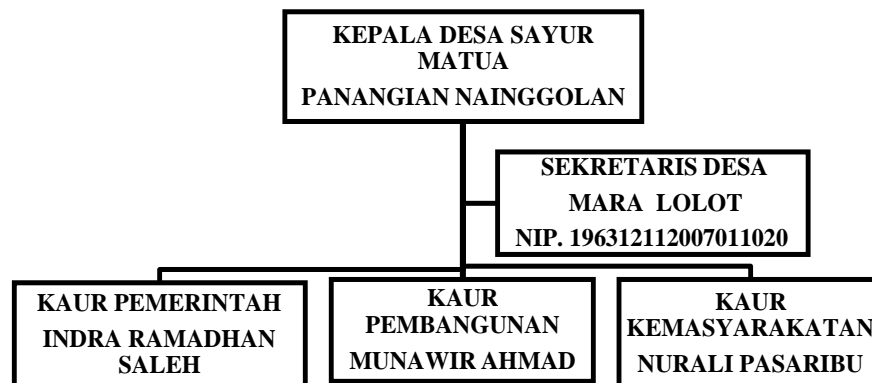 KEPALA DESA SAYUR
MATUA
PANANGIAN NAINGGOLAN
SEKRETARIS DESA
MARA LOLOT
NIP. 196312112007011020
KAUR PEMERINTAH
INDRA RAMADHAN
SALEH
KAUR
PEMBANGUNAN
MUNAWIR AHMAD
KAUR
KEMASYARAKATAN
NURALI PASARIBU